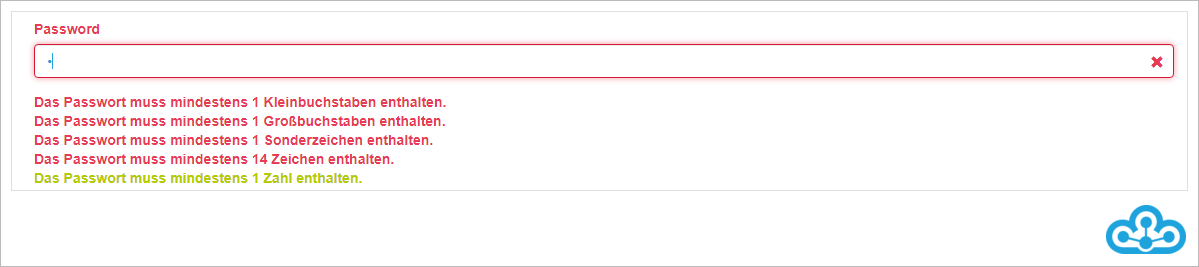 Password
Das Passwort muss mindestens 1 Kleinbuchstaben enthalten.
Das Passwort muss mindestens 1 Großbuchstaben enthalten.
Das Passwort muss mindestens 1 Sonderzeichen enthalten.
Das Passwort muss mindestens 14 Zeichen enthalten.
Das Passwort muss mindestens 1 Zahl enthalten.